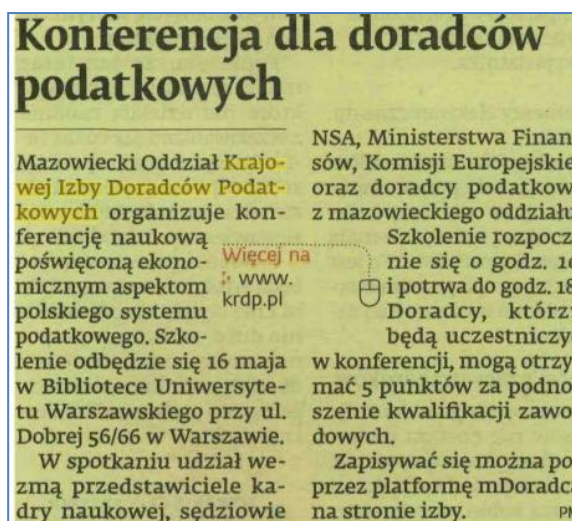 Konferencja dla doradców
podatkowych
Mazowiecki Oddział Krajo-
wej Izby Doradców Podat-
kowych organizuje kon-
ferencję naukową
poświęconą ekono-
micznym aspektom
polskiego systemu
podatkowego. Szko-
lenie odbędzie się 16 maja
w Bibliotece Uniwersyte-
tu Warszawskiego przy ul.
Dobrej 56/66 w Warszawie.
W spotkaniu udział we-
zmą przedstawiciele ka-
dry naukowej, sędziowie
Więcej na
www.
krdp.pl
NSA, Ministerstwa Finan
sów, Komisji Europejskie
oraz doradcy podatkow
z mazowieckiego oddziału
Szkolenie rozpocz
nie się o godz. 10
i potrwa do godz. 18
Doradcy, którzy
będą uczestniczy
w konferencji, mogą otrzy
mać 5 punktów za podno
szenie kwalifikacji zawo
dowych.
Zapisywać się można po
przez platformę mDoradca
na stronie izby. PM